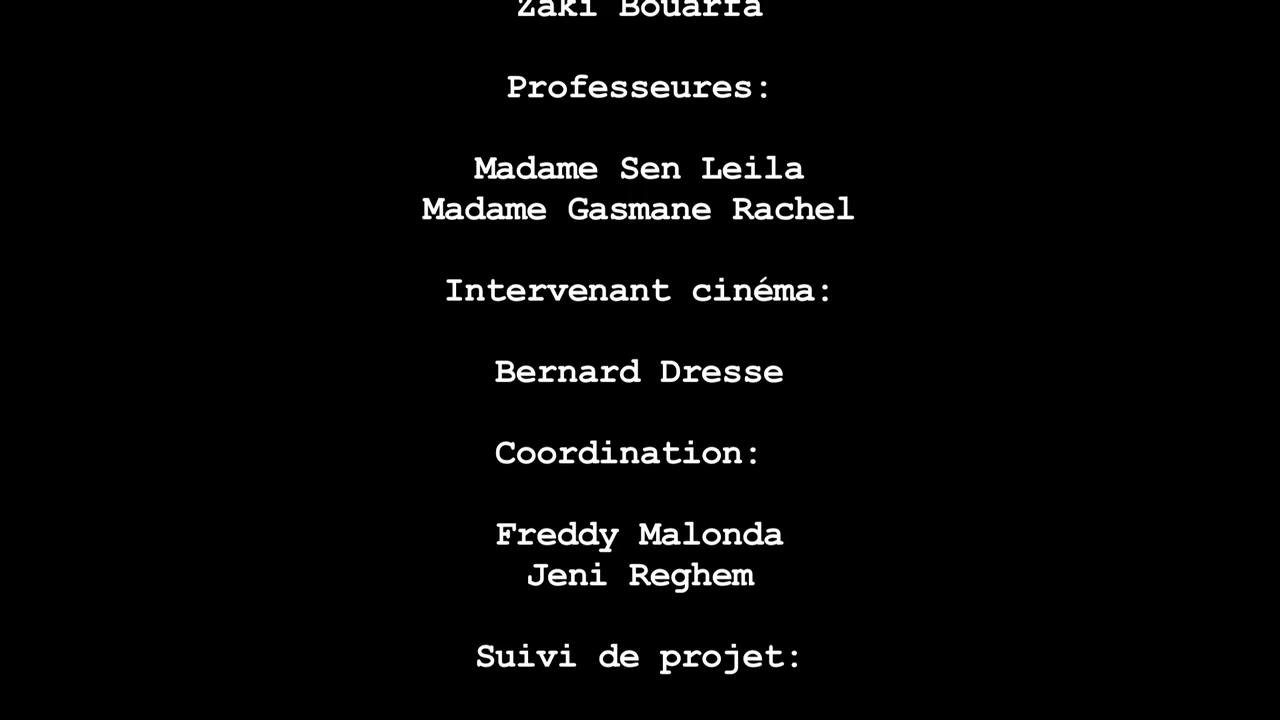 Zaki Bouarfa
Professeures:
Madame Sen Leila
Madame Gasmane Rachel
Intervenant cinéma:
Bernard Dresse
Coordination:
Freddy Malonda
Jeni Reghem
Suivi de projet: